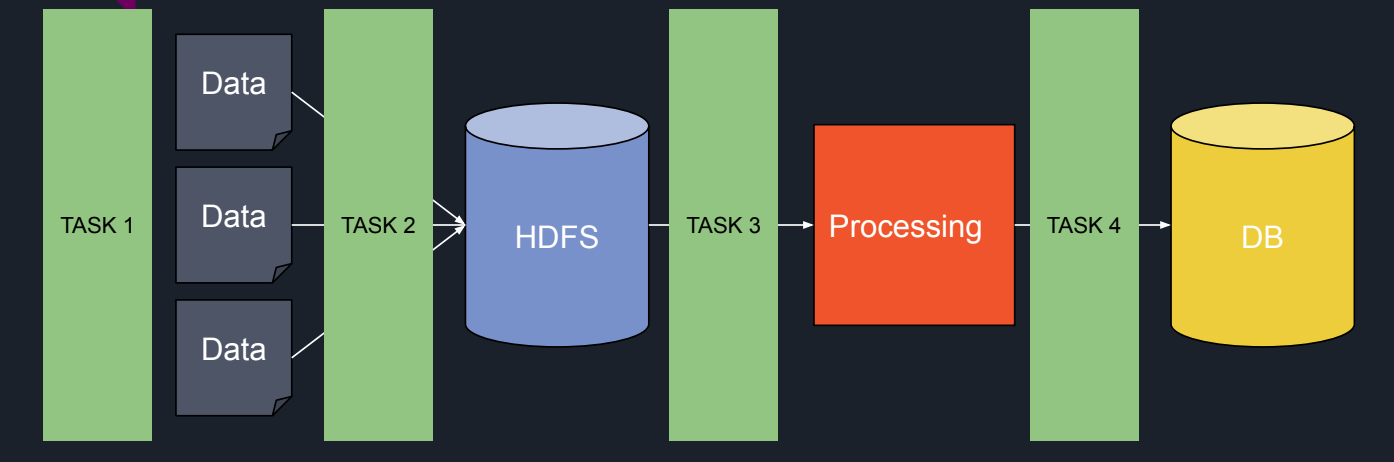 TASK 1
Data
Data
Data
TASK 2
HDFS
TASK 3
Processing
TASK 4
DB